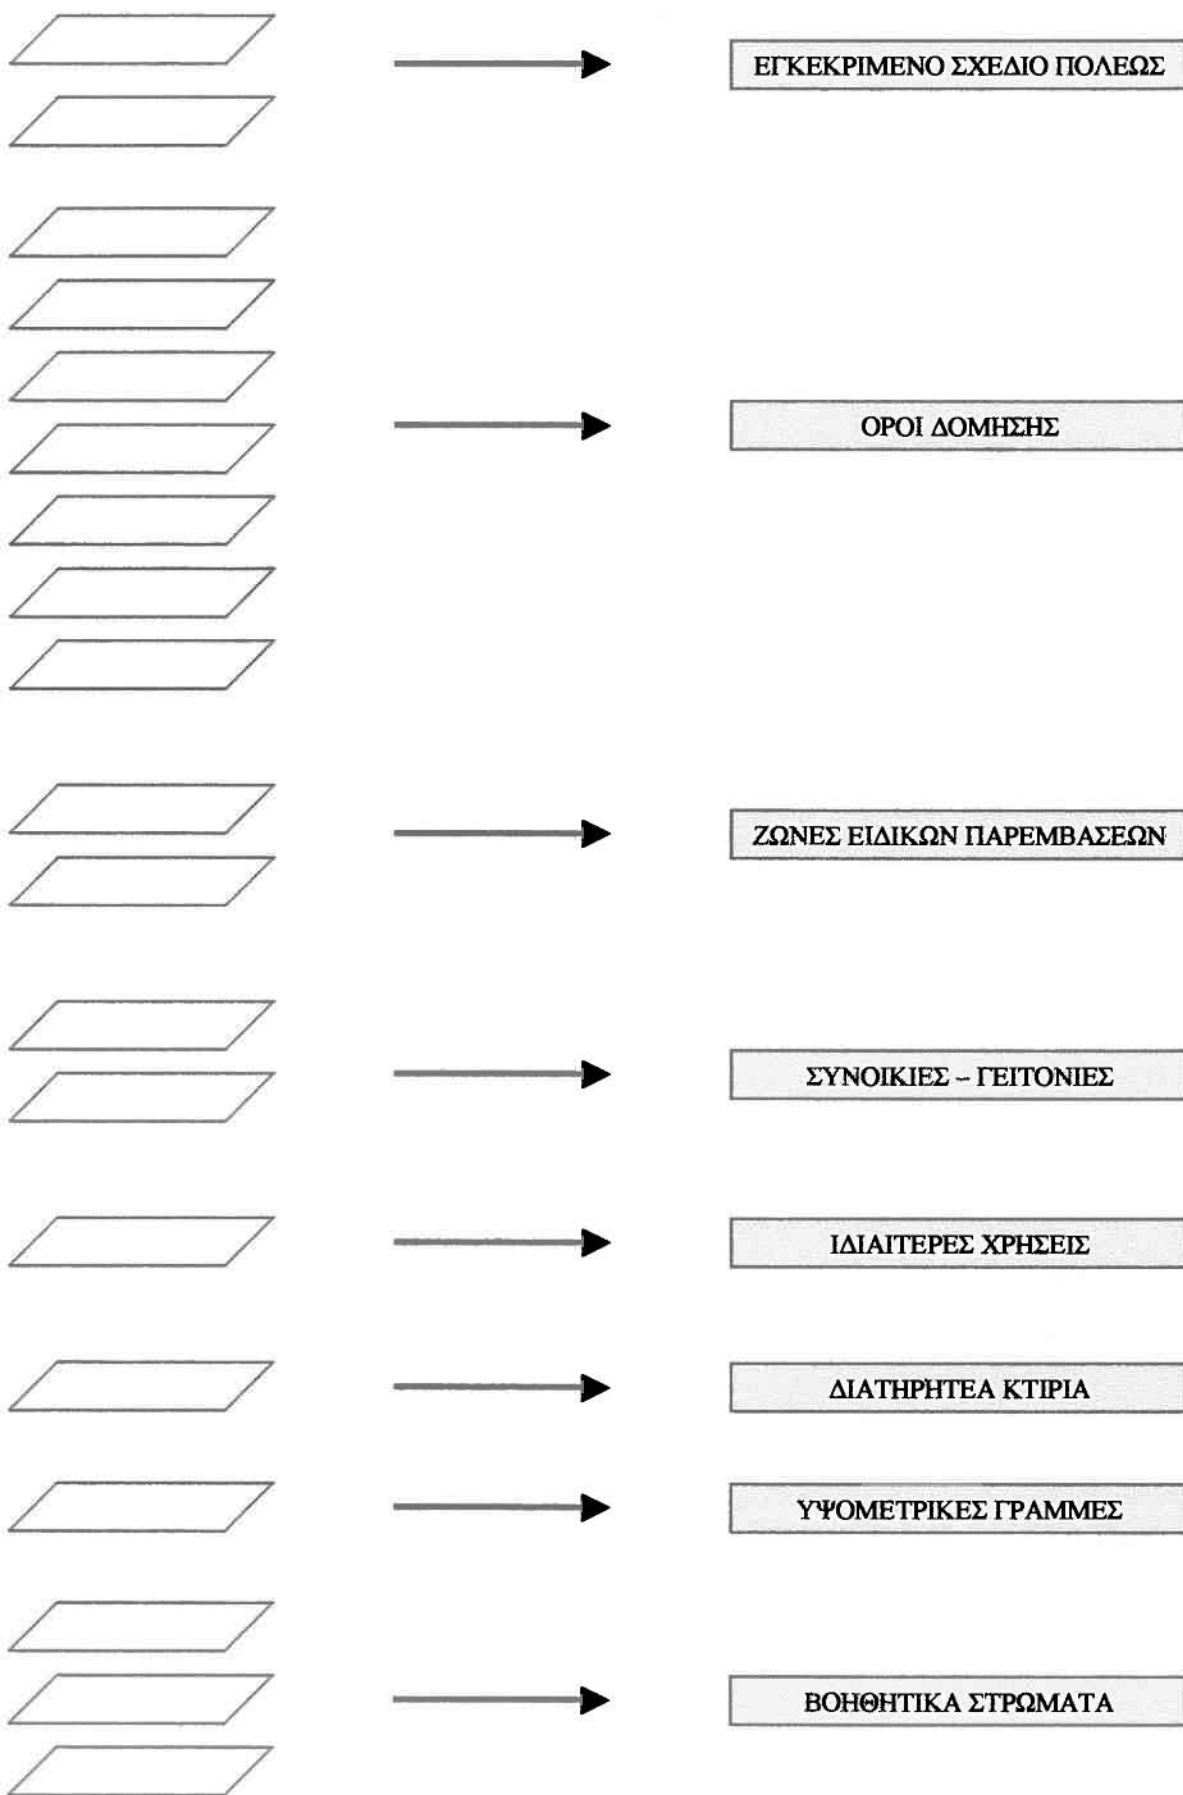 ΕΓΚΕΚΡΙΜΕΝΟ ΣΧΕΔΙΟ ΠΟΛΕΩΣ
ΟΡΟΙ ΔΟΜΗΣΗΣ
ΖΩΝΕΣ ΕΙΔΙΚΩΝ ΠΑΡΕΜΒΑΣΕΩΝ
ΣΥΝΟΙΚΙΕΣ – ΓΕΙΤΟΝΙΕΣ
ΙΔΙΑΙΤΕΡΕΣ ΧΡΗΣΕΙΣ
ΔΙΑΤΗΡΗΤΕΑ ΚΤΙΡΙΑ
ΥΨΟΜΕΤΡΙΚΕΣ ΓΡΑΜΜΕΣ
ΒΟΗΘΗΤΙΚΑ ΣΤΡΩΜΑΤΑ